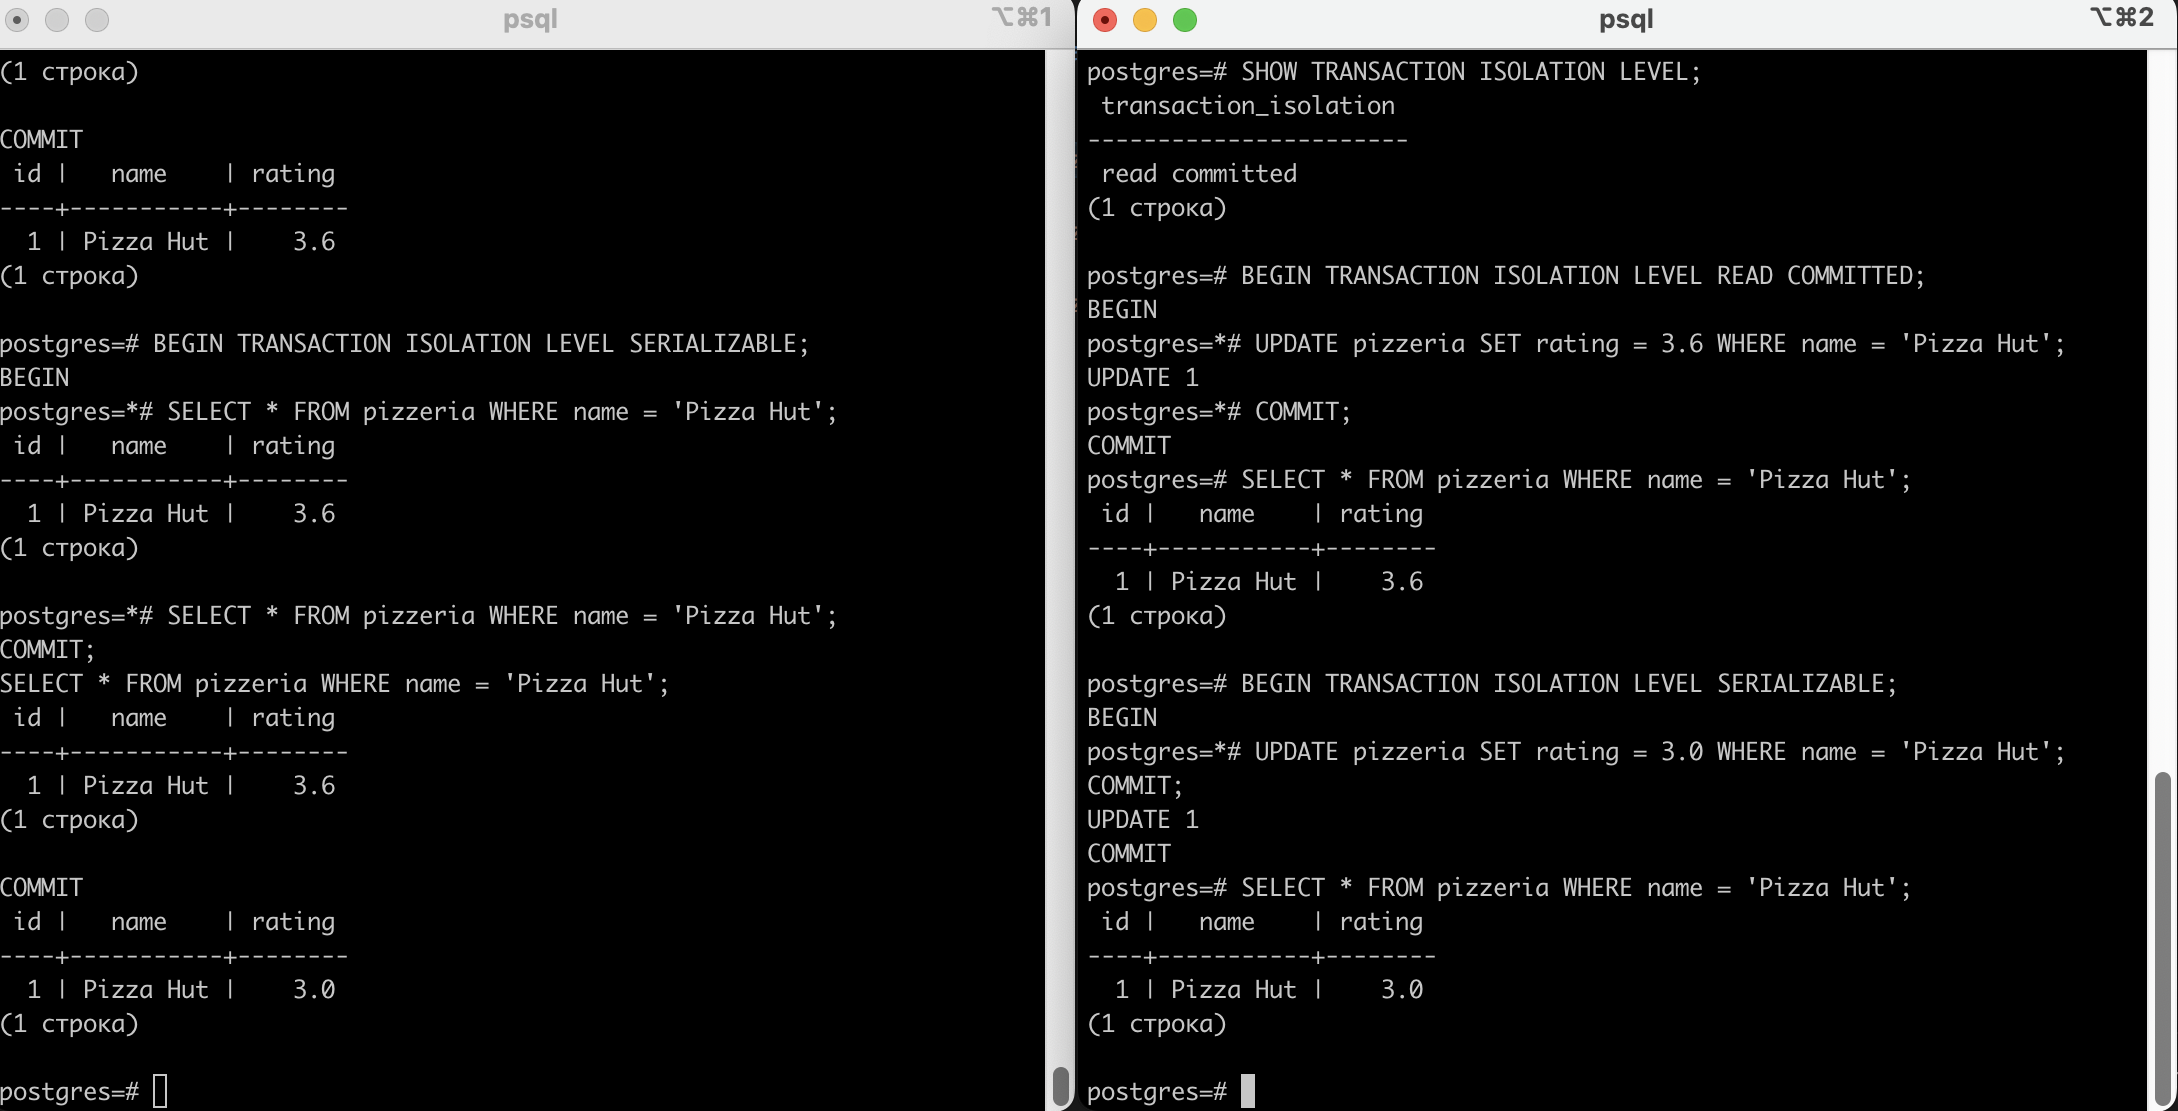 psql
⌥⌘1
(1 строка)

COMMIT
 id |   name    | rating
----+-----------+--------
  1 | Pizza Hut |    3.6
(1 строка)

postgres=# BEGIN TRANSACTION ISOLATION LEVEL SERIALIZABLE;
BEGIN
postgres=*# SELECT * FROM pizzeria WHERE name = 'Pizza Hut';
 id |   name    | rating
----+-----------+--------
  1 | Pizza Hut |    3.6
(1 строка)

postgres=*# SELECT * FROM pizzeria WHERE name = 'Pizza Hut';
COMMIT;
SELECT * FROM pizzeria WHERE name = 'Pizza Hut';
 id |   name    | rating
----+-----------+--------
  1 | Pizza Hut |    3.6
(1 строка)

COMMIT
 id |   name    | rating
----+-----------+--------
  1 | Pizza Hut |    3.0
(1 строка)

postgres=#
psql
⌥⌘2
postgres=# SHOW TRANSACTION ISOLATION LEVEL;
 transaction_isolation
-----------------------
 read committed
(1 строка)

postgres=# BEGIN TRANSACTION ISOLATION LEVEL READ COMMITTED;
BEGIN
postgres=*# UPDATE pizzeria SET rating = 3.6 WHERE name = 'Pizza Hut';
UPDATE 1
postgres=*# COMMIT;
COMMIT
postgres=# SELECT * FROM pizzeria WHERE name = 'Pizza Hut';
 id |   name    | rating
----+-----------+--------
  1 | Pizza Hut |    3.6
(1 строка)

postgres=# BEGIN TRANSACTION ISOLATION LEVEL SERIALIZABLE;
BEGIN
postgres=*# UPDATE pizzeria SET rating = 3.0 WHERE name = 'Pizza Hut';
COMMIT;
UPDATE 1
COMMIT
postgres=# SELECT * FROM pizzeria WHERE name = 'Pizza Hut';
 id |   name    | rating
----+-----------+--------
  1 | Pizza Hut |    3.0
(1 строка)

postgres=#